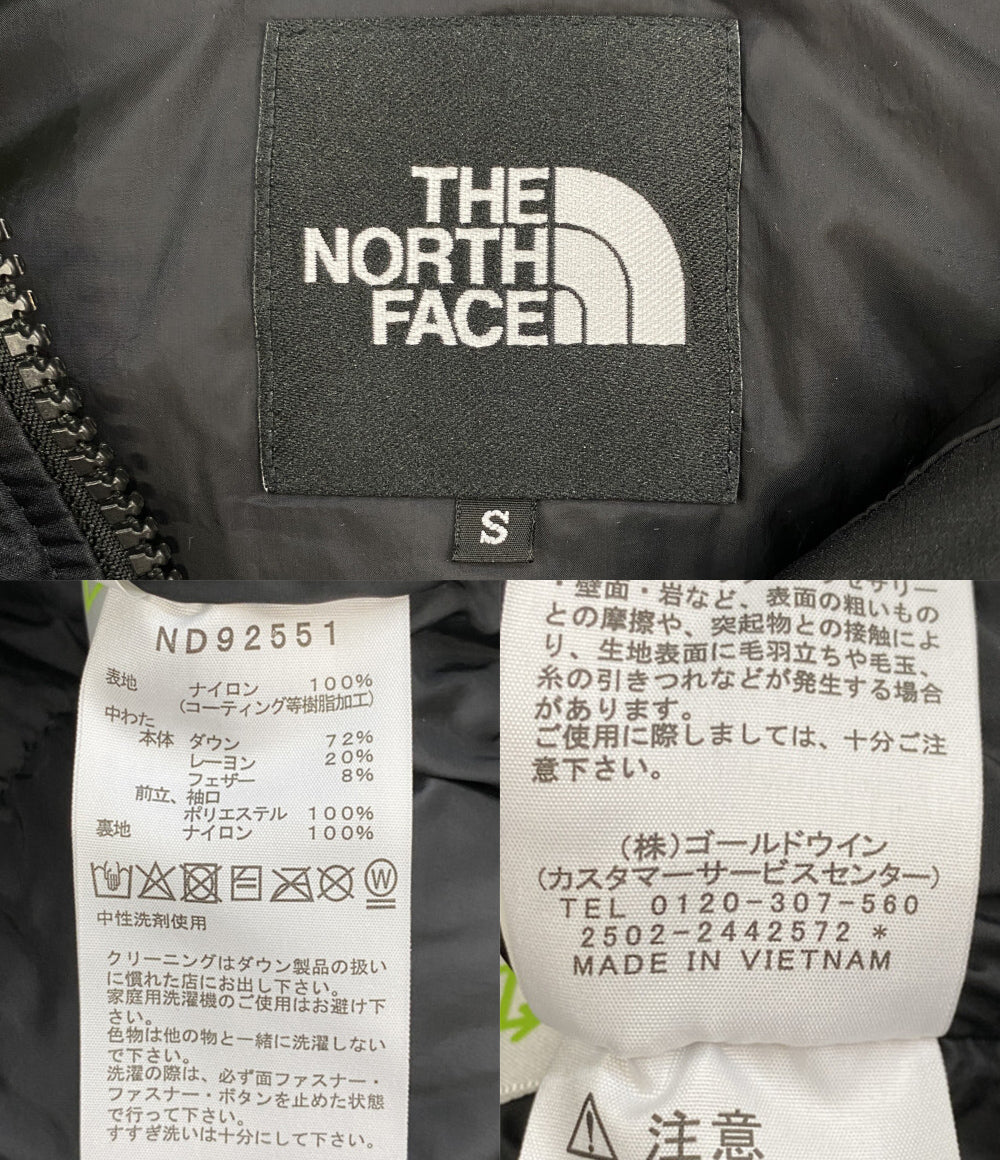 THE
NORTH
FACE
S
ND92551
表地 ナイロン 100%
(コーティング等樹脂加工)
中わた
本体 ダウン 72%
レーヨン 20%
フェザー 8%
前立、袖口
ポリエステル 100%
裏地 ナイロン 100%
W
中性洗剤使用
クリーニングはダウン製品の扱い
に慣れた店にお出し下さい。
家庭用洗濯機のご使用はお避け下
さい。
色物は他の物と一緒に洗濯しない
で下さい。
洗濯の際は、必ず面ファスナー・
ファスナー・ボタンを止めた状態
で行って下さい。
すすぎ洗いは十分にして下さい。
・壁面・岩など、表面の粗いもの
との摩擦や、突起物との接触によ
り、生地表面に毛羽立ちや毛玉、
糸の引きつれなどが発生する場合
があります。
ご使用に際しましては、十分ご注
意下さい。
(株)ゴールドウイン
(カスタマーサービスセンター)
TEL 0120-307-560
2502-2442572 *
MADE IN VIETNAM
注意